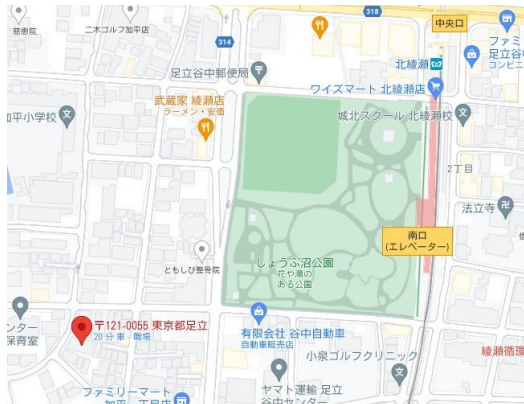 慈恵院
二木ゴルフ加平店
318
中央口
ファミ
足立谷中
コンビニ
314
北綾瀬
足立谷中郵便局
ワイズマート 北綾瀬店
武蔵家 綾瀬店
ラーメン・安価
加平小学校
城北スクール 北綾瀬校
2丁目
法立寺
南口
(エレベーター)
しょうぶ沼公園
花や滝の
ある公園
ともしび整骨院
〒121-0055 東京都足立
20 分 車 - 職場
ンター
保育室
有限会社 谷中自動車
自動車販売店
小泉ゴルフクリニック
綾瀬循環
ファミリーマート
ヤマト運輸 足立
谷中センター